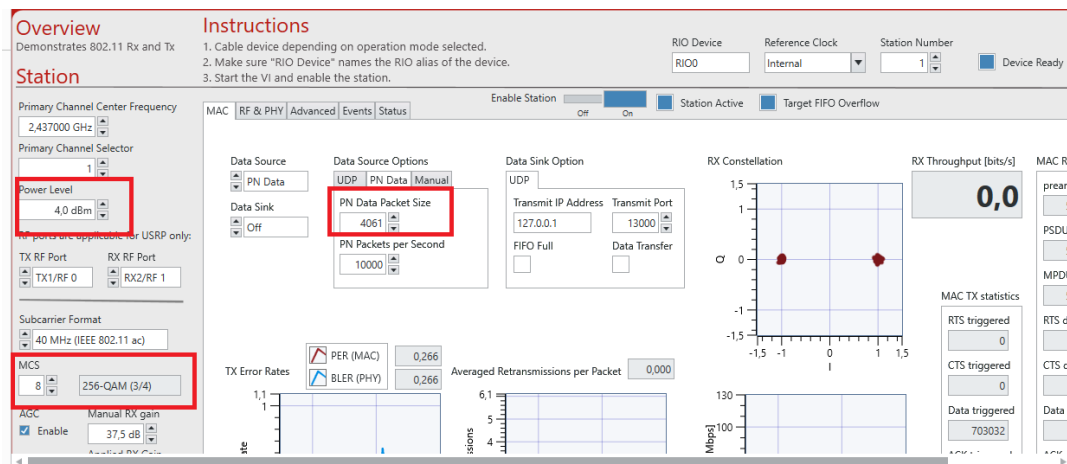 Overview
Demonstrates 802.11 Rx and Tx
Station
Instructions
1. Cable device depending on operation mode selected.
2. Make sure "RIO Device" names the RIO alias of the device.
3. Start the VI and enable the station.
RIO Device
RIO0
Reference Clock
Internal
Station Number
1
Device Ready
Enable Station
Off
On
Station Active
Target FIFO Overflow
Primary Channel Center Frequency
2,437000 GHz
Primary Channel Selector
1
Power Level
4,0 dBm
RF ports are applicable for USRP only:
TX RF Port
TX1/RF 0
RX RF Port
RX2/RF 1
Subcarrier Format
40 MHz (IEEE 802.11 ac)
MCS
8
256-QAM (3/4)
AGC
Enable
Manual RX gain
37,5 dB
Applied RX Gain
MAC
RF & PHY
Advanced
Events
Status
Data Source
PN Data
Data Sink
Off
Data Source Options
UDP
PN Data
Manual
PN Data Packet Size
4061
PN Packets per Second
10000
Data Sink Option
UDP
Transmit IP Address
127.0.0.1
Transmit Port
13000
FIFO Full
Data Transfer
RX Constellation
1,5
1
0
-1
-1,5
Q
-1,5
-1
0
1
1,5
I
RX Throughput [bits/s]
0,0
MAC TX statistics
RTS triggered
0
CTS triggered
0
Data triggered
703032
MAC R
prear
PSDU
MPDU
RTS d
CTS d
Data
TX Error Rates
PER (MAC)
0,266
BLER (PHY)
0,266
1,1
1
Averaged Retransmissions per Packet
0,000
6,1
5
4
130
100
Mbps]